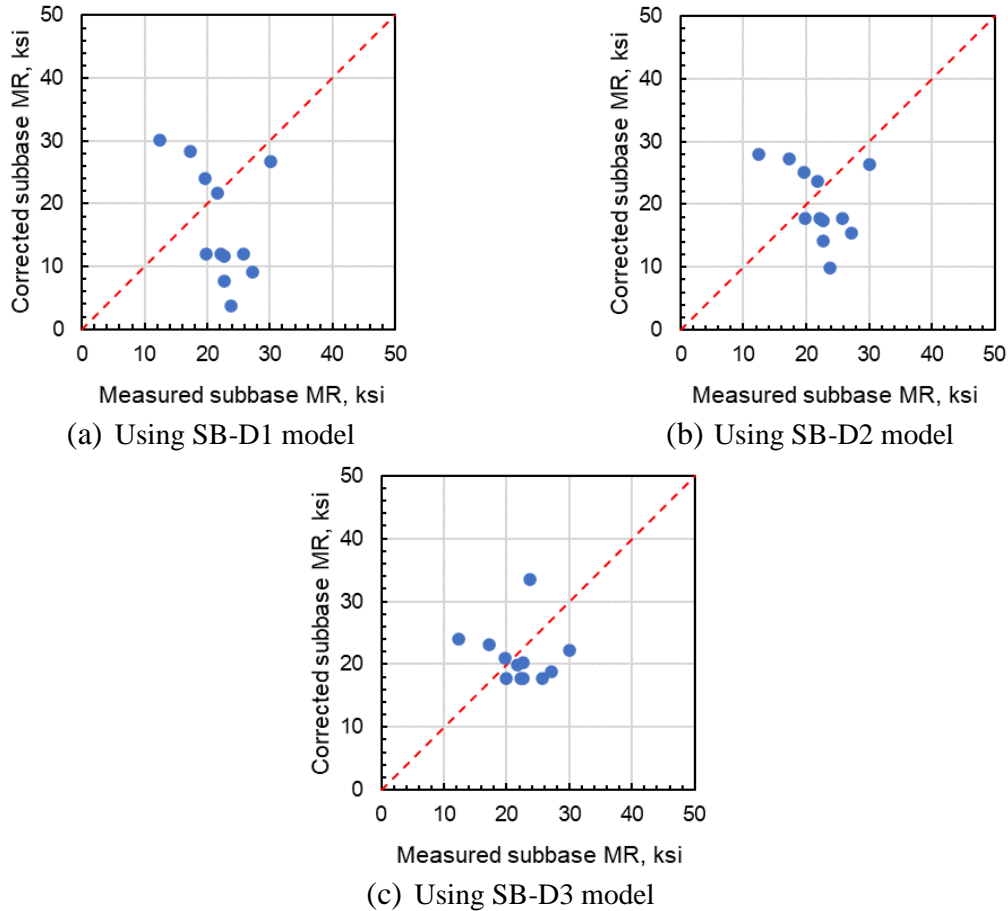 Corrected subbase MR, ksi
50
40
30
20
10
0
0 10 20 30 40 50
Measured subbase MR, ksi
(a) Using SB-D1 model
Corrected subbase MR, ksi
50
40
30
20
10
0
0 10 20 30 40 50
Measured subbase MR, ksi
(b) Using SB-D2 model
Corrected subbase MR, ksi
50
40
30
20
10
0
0 10 20 30 40 50
Measured subbase MR, ksi
(c) Using SB-D3 model